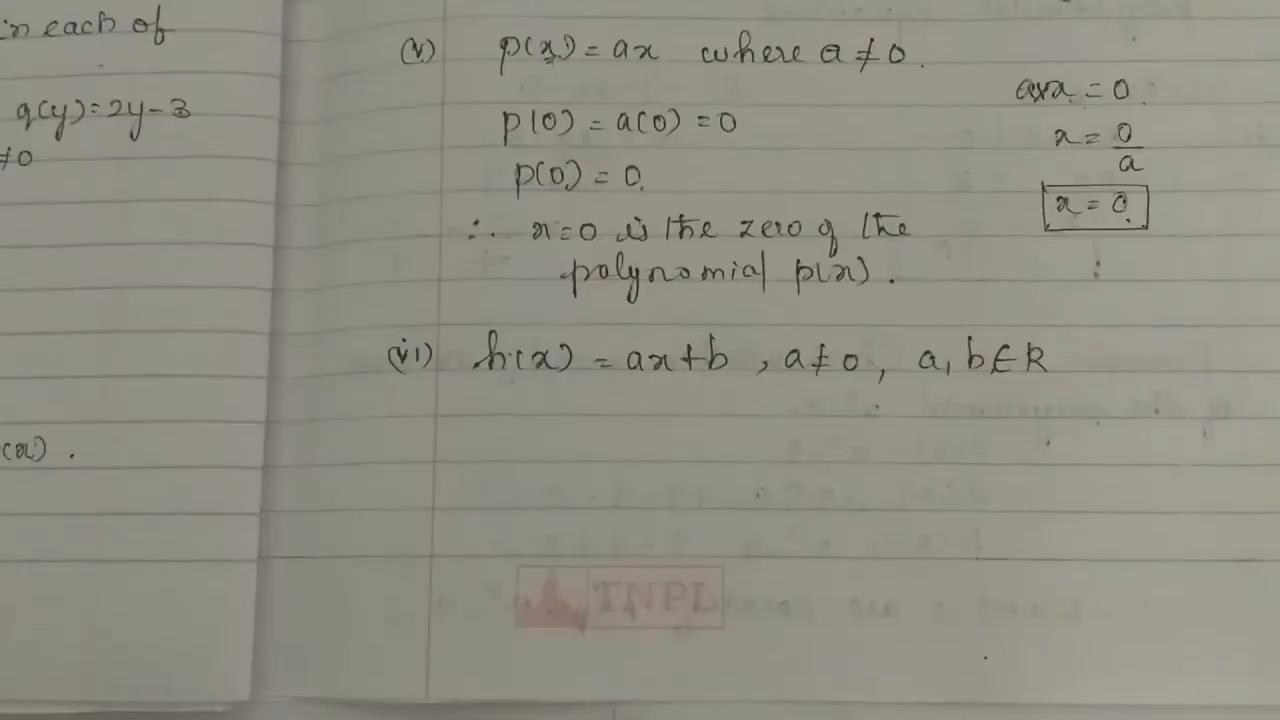 in each of
q(y)=2y-3
≠0
(x).
(v) p(x) = ax where a ≠ 0.
p(0) = a(0) = 0
p(0) = 0.
∴ x=0 is the zero of the
polynomial p(x).
a×x = 0
x = 0/a
x = 0.
(vi) h(x) = ax+b, a≠0, a, b∈R
TNPL